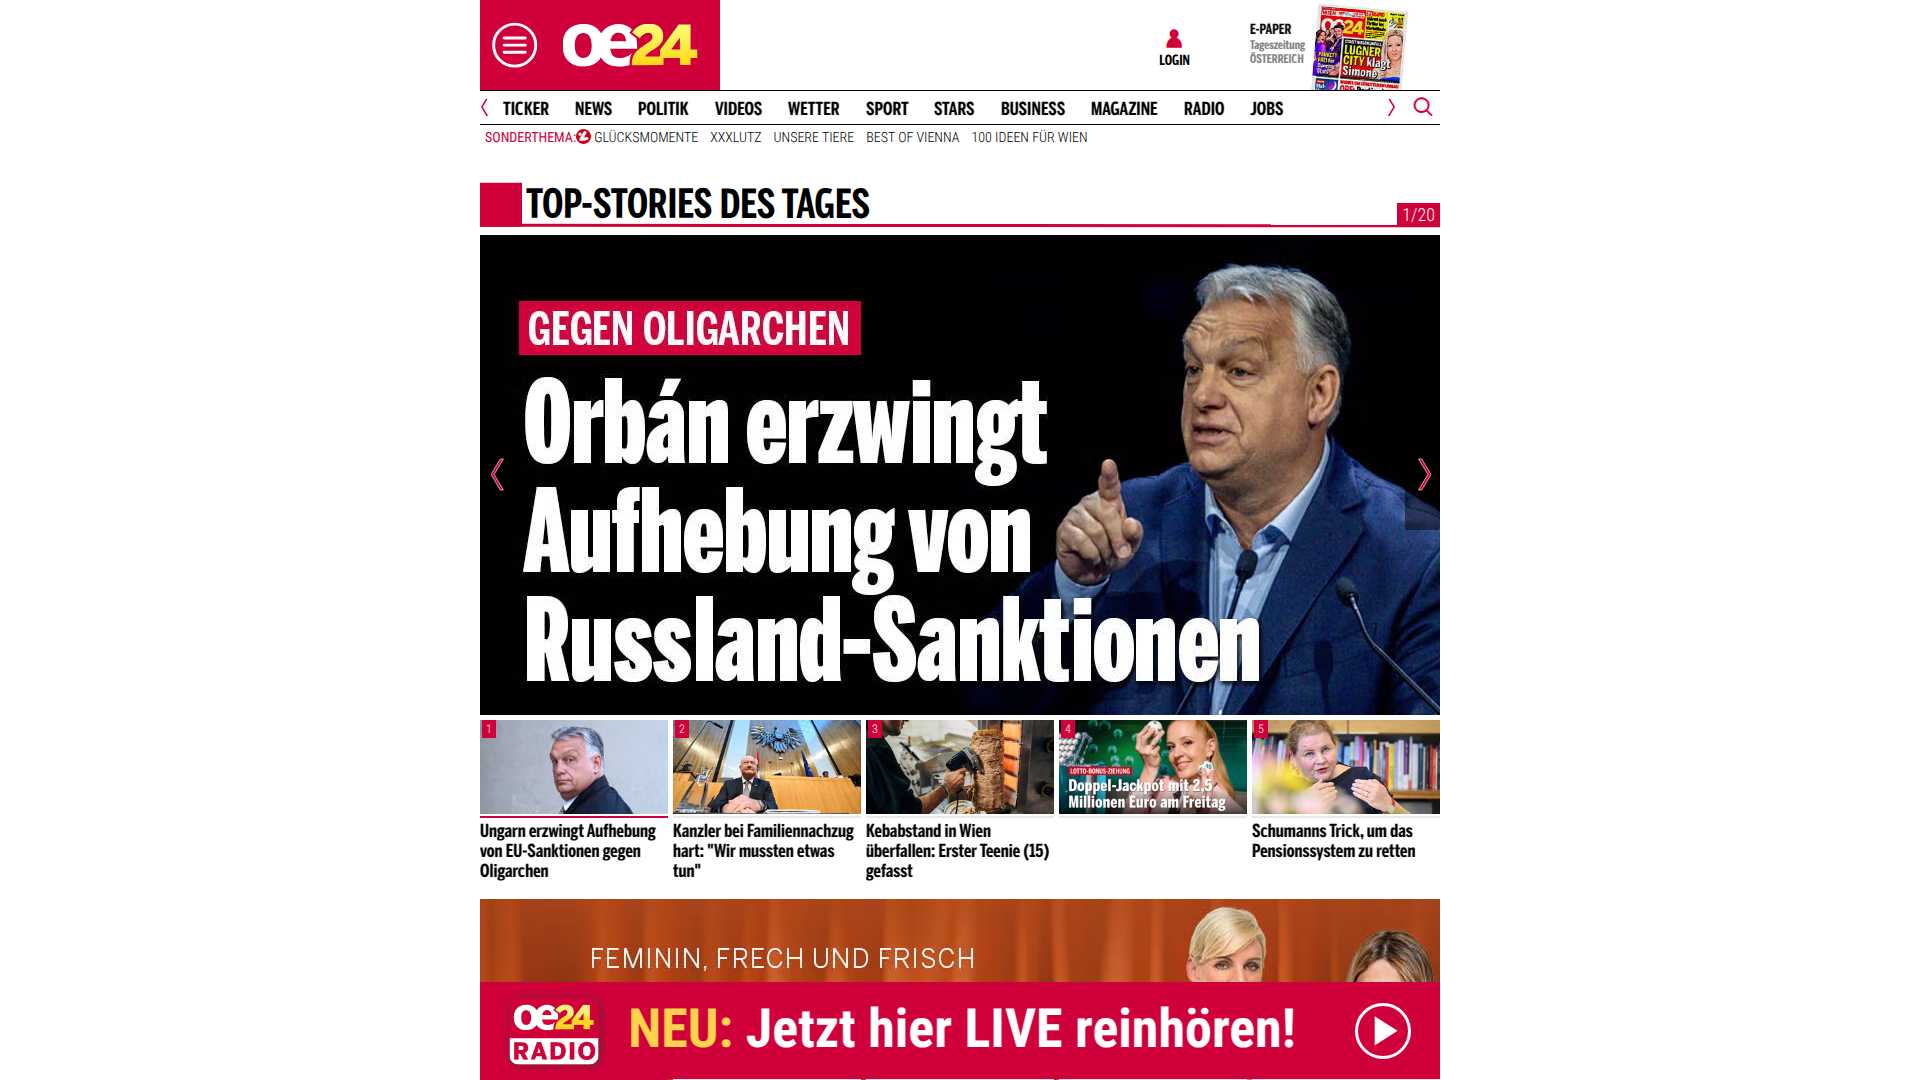 oe24
LOGIN
E-PAPER
Tageszeitung
ÖSTERREICH
oe24
LUGNER
CITY klagt
Simone
TICKER NEWS POLITIK VIDEOS WETTER SPORT STARS BUSINESS MAGAZINE RADIO JOBS
SONDERTHEMA: GLÜCKSMOMENTE XXXLUTZ UNSERE TIERE BEST OF VIENNA 100 IDEEN FÜR WIEN
TOP-STORIES DES TAGES
1/20
GEGEN OLIGARCHEN
Orbán erzwingt
Aufhebung von
Russland-Sanktionen
1
2
3
4
5
LOTTO-BONUS-ZIEHUNG
Doppel-Jackpot mit 2,5
Millionen Euro am Freitag
Ungarn erzwingt Aufhebung
von EU-Sanktionen gegen
Oligarchen
Kanzler bei Familiennachzug
hart: "Wir mussten etwas
tun"
Kebabstand in Wien
überfallen: Erster Teenie (15)
gefasst
Schumanns Trick, um das
Pensionssystem zu retten
FEMININ, FRECH UND FRISCH
oe24
RADIO
NEU: Jetzt hier LIVE reinhören!